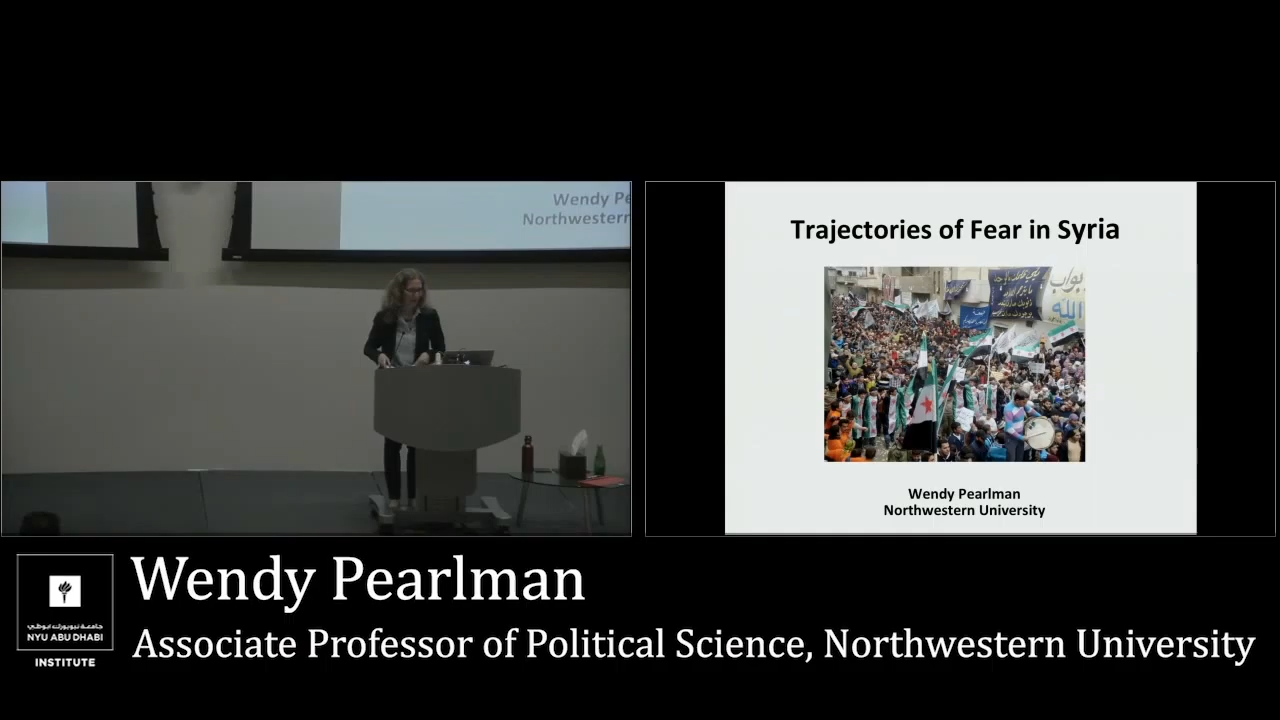 Wendy Pe
Northwestern
Trajectories of Fear in Syria
الله
Wendy Pearlman
Northwestern University
Wendy Pearlman
Associate Professor of Political Science, Northwestern University
جامعة نيويورك أبوظبي
NYU ABU DHABI
INSTITUTE